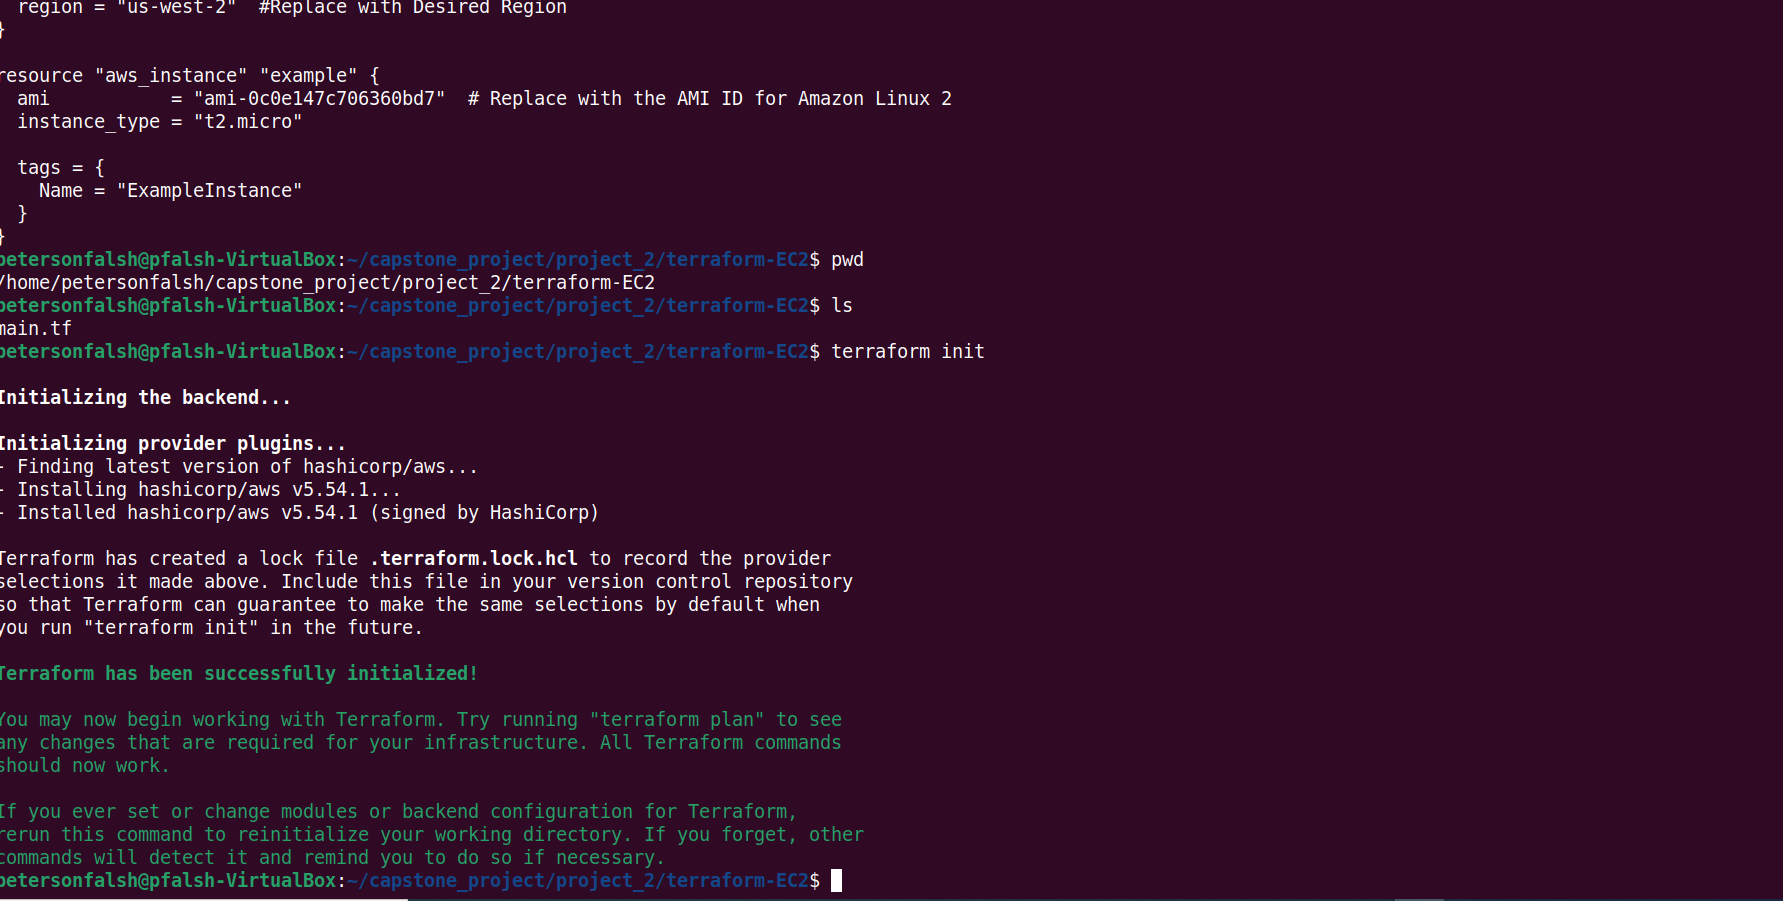 region = "us-west-2"  #Replace with Desired Region
}
resource "aws_instance" "example" {
  ami           = "ami-0c0e147c706360bd7"  # Replace with the AMI ID for Amazon Linux 2
  instance_type = "t2.micro"
  tags = {
    Name = "ExampleInstance"
  }
}
petersonfalsh@pfalsh-VirtualBox:~/capstone_project/project_2/terraform-EC2$ pwd
/home/petersonfalsh/capstone_project/project_2/terraform-EC2
petersonfalsh@pfalsh-VirtualBox:~/capstone_project/project_2/terraform-EC2$ ls
main.tf
petersonfalsh@pfalsh-VirtualBox:~/capstone_project/project_2/terraform-EC2$ terraform init
Initializing the backend...
Initializing provider plugins...
- Finding latest version of hashicorp/aws...
- Installing hashicorp/aws v5.54.1...
- Installed hashicorp/aws v5.54.1 (signed by HashiCorp)
Terraform has created a lock file .terraform.lock.hcl to record the provider
selections it made above. Include this file in your version control repository
so that Terraform can guarantee to make the same selections by default when
you run "terraform init" in the future.
Terraform has been successfully initialized!
You may now begin working with Terraform. Try running "terraform plan" to see
any changes that are required for your infrastructure. All Terraform commands
should now work.
If you ever set or change modules or backend configuration for Terraform,
rerun this command to reinitialize your working directory. If you forget, other
commands will detect it and remind you to do so if necessary.
petersonfalsh@pfalsh-VirtualBox:~/capstone_project/project_2/terraform-EC2$